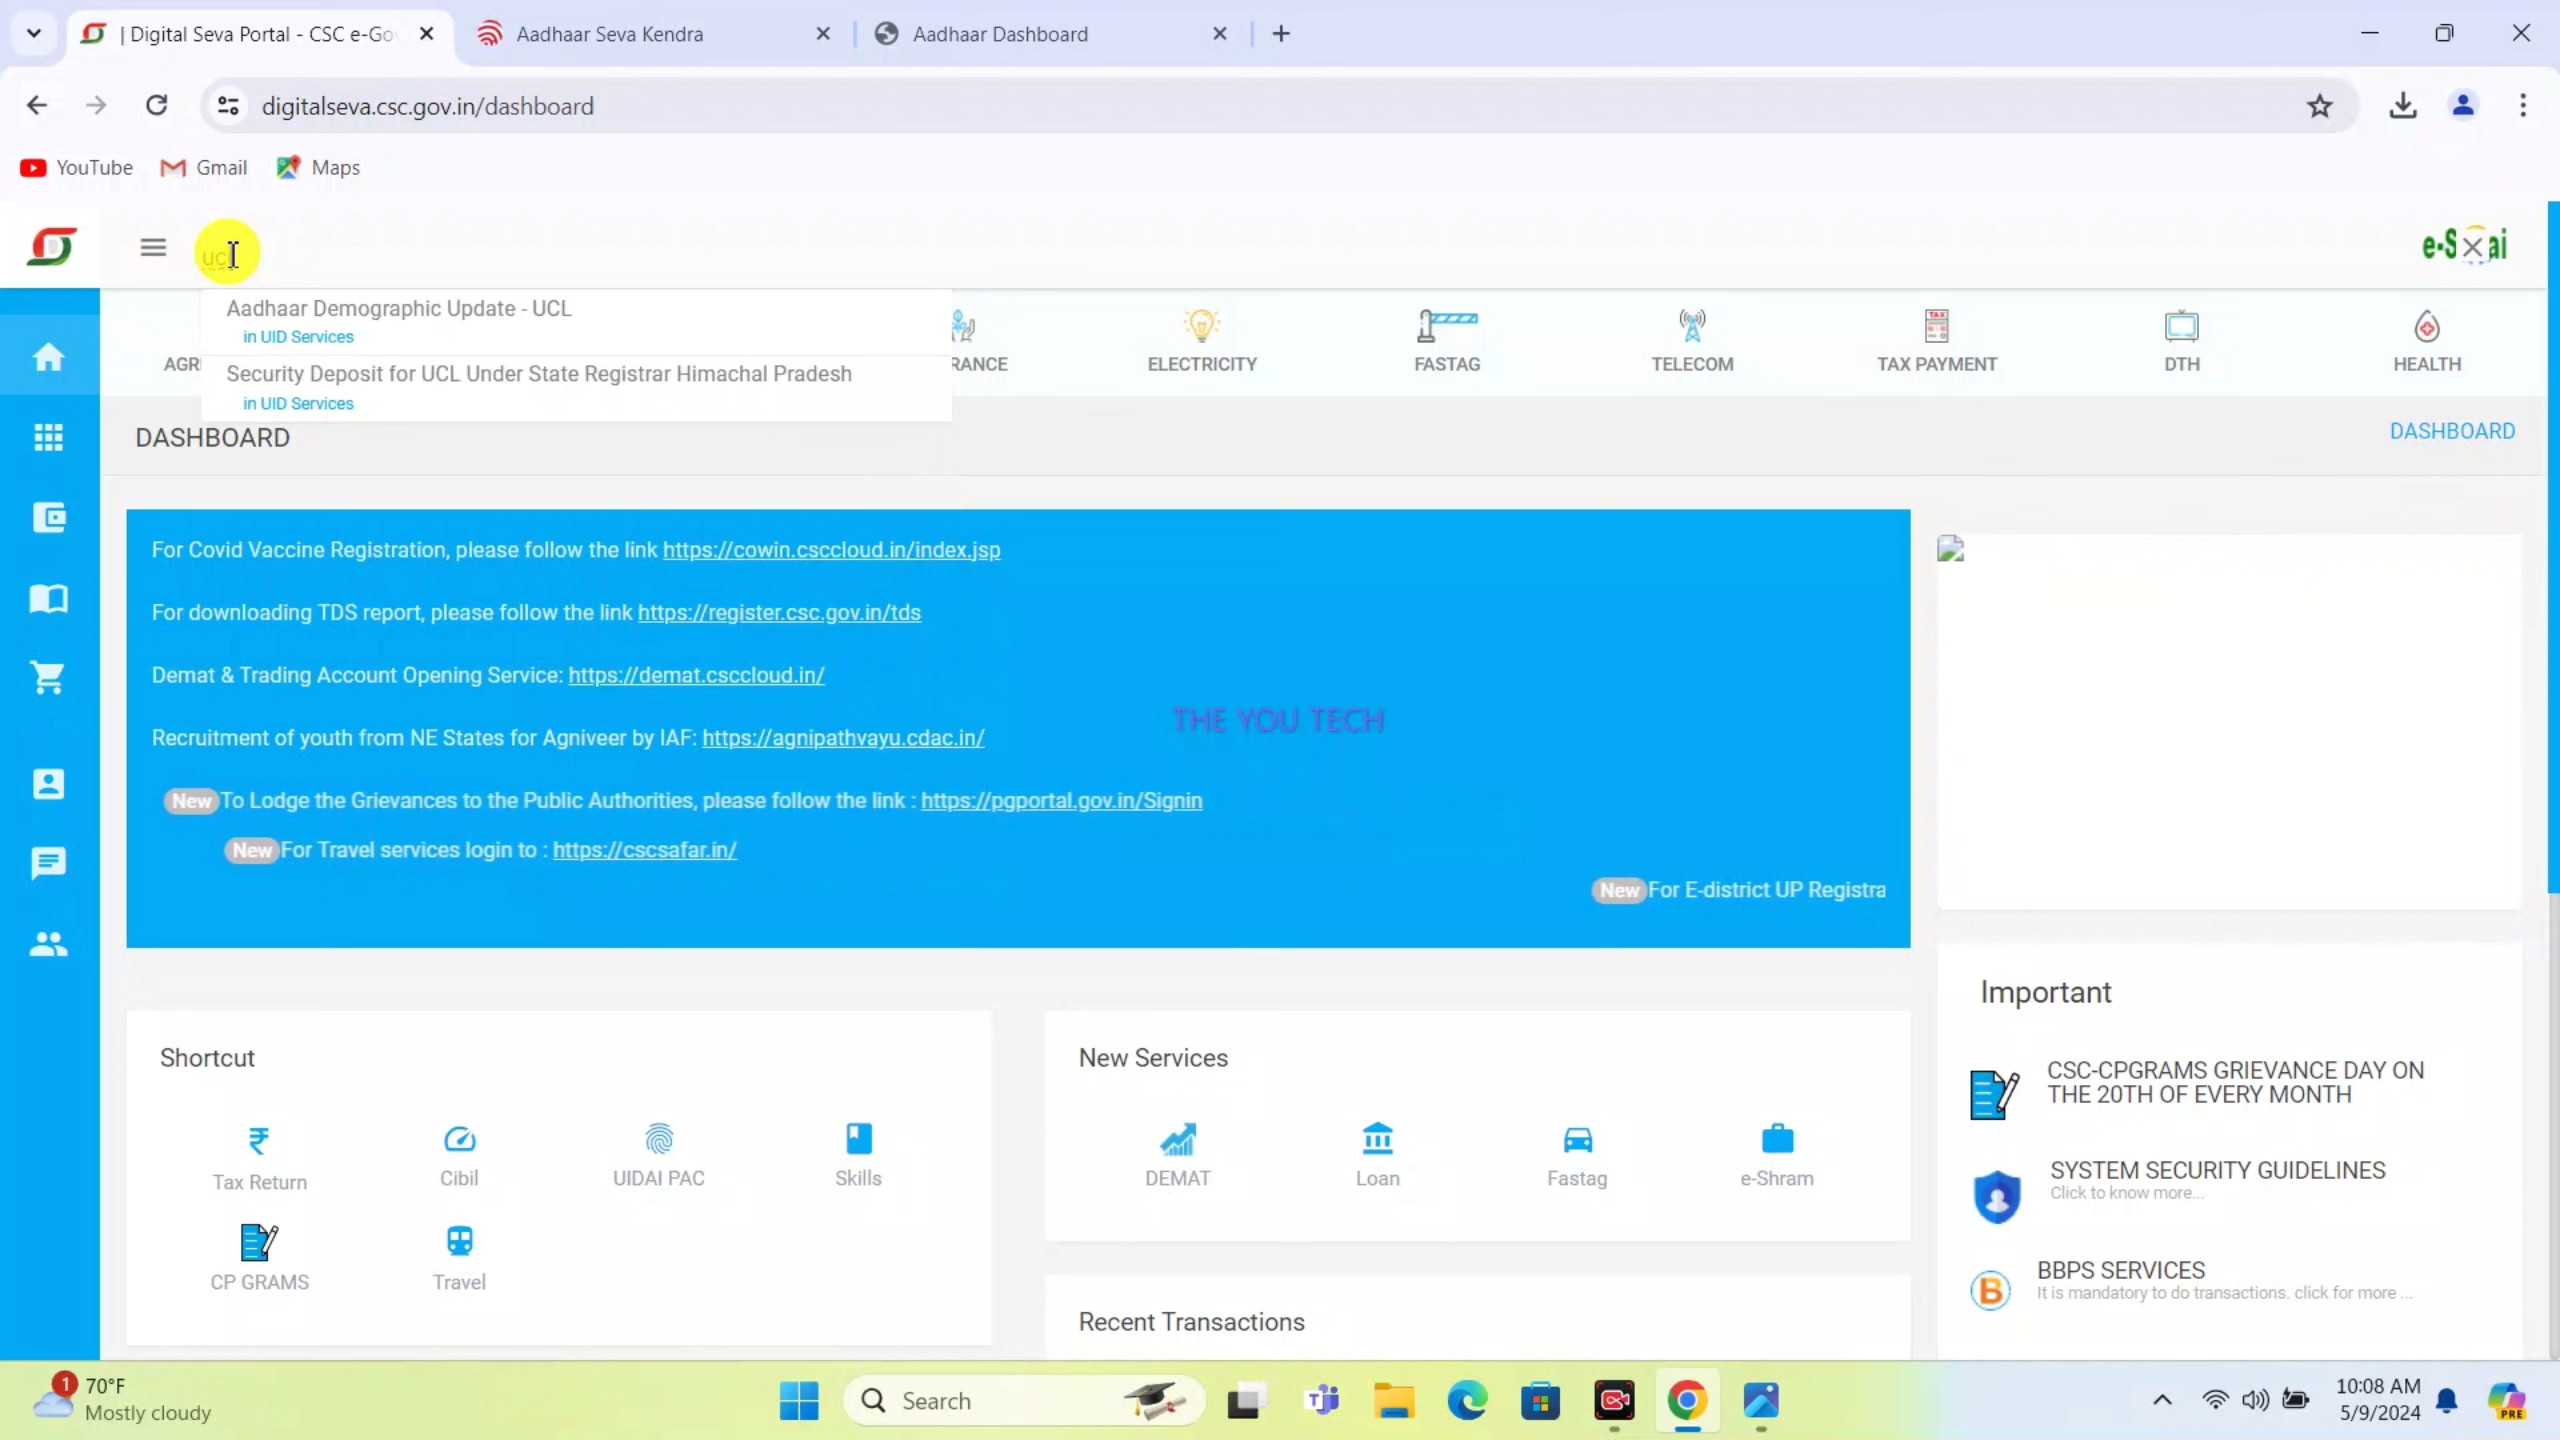 | Digital Seva Portal - CSC e-Go
Aadhaar Seva Kendra
Aadhaar Dashboard
digitalseva.csc.gov.in/dashboard
YouTube
Gmail
Maps
ucl
Aadhaar Demographic Update - UCL
in UID Services
Security Deposit for UCL Under State Registrar Himachal Pradesh
in UID Services
AGRI
RANCE
ELECTRICITY
FASTAG
TELECOM
TAX
TAX PAYMENT
DTH
HEALTH
DASHBOARD
DASHBOARD
For Covid Vaccine Registration, please follow the link https://cowin.csccloud.in/index.jsp
For downloading TDS report, please follow the link https://register.csc.gov.in/tds
Demat & Trading Account Opening Service: https://demat.csccloud.in/
THE YOU TECH
Recruitment of youth from NE States for Agniveer by IAF: https://agnipathvayu.cdac.in/
New To Lodge the Grievances to the Public Authorities, please follow the link : https://pgportal.gov.in/Signin
New For Travel services login to : https://cscsafar.in/
New For E-district UP Registra
Shortcut
Tax Return
Cibil
UIDAI PAC
Skills
CP GRAMS
Travel
New Services
DEMAT
Loan
Fastag
e-Shram
Recent Transactions
Important
CSC-CPGRAMS GRIEVANCE DAY ON
THE 20TH OF EVERY MONTH
SYSTEM SECURITY GUIDELINES
Click to know more...
BBPS SERVICES
It is mandatory to do transactions. click for more ...
1
70°F
Mostly cloudy
Search
10:08 AM
5/9/2024
PRE